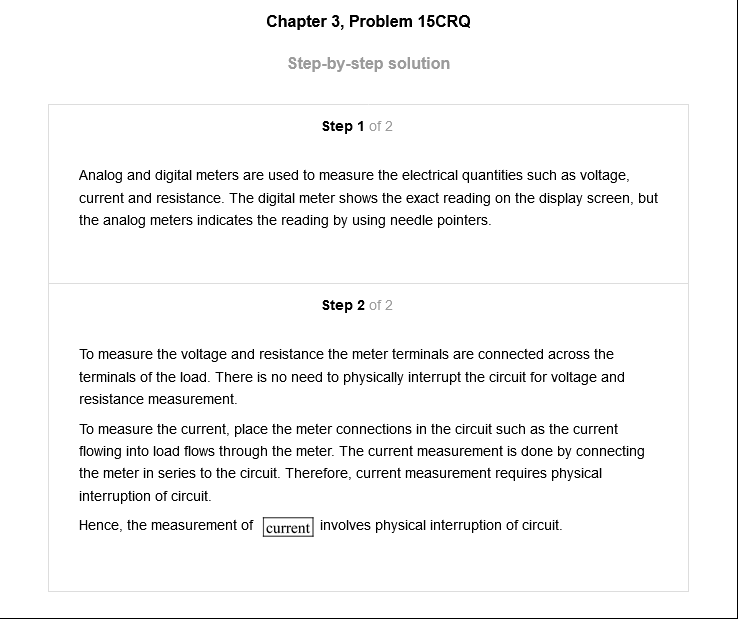 Chapter 3, Problem 15CRQ
Step-by-step solution
Step 1 of 2
Analog and digital meters are used to measure the electrical quantities such as voltage,
current and resistance. The digital meter shows the exact reading on the display screen, but
the analog meters indicates the reading by using needle pointers.
Step 2 of 2
To measure the voltage and resistance the meter terminals are connected across the
terminals of the load. There is no need to physically interrupt the circuit for voltage and
resistance measurement.
To measure the current, place the meter connections in the circuit such as the current
flowing into load flows through the meter. The current measurement is done by connecting
the meter in series to the circuit. Therefore, current measurement requires physical
interruption of circuit.
Hence, the measurement of current involves physical interruption of circuit.